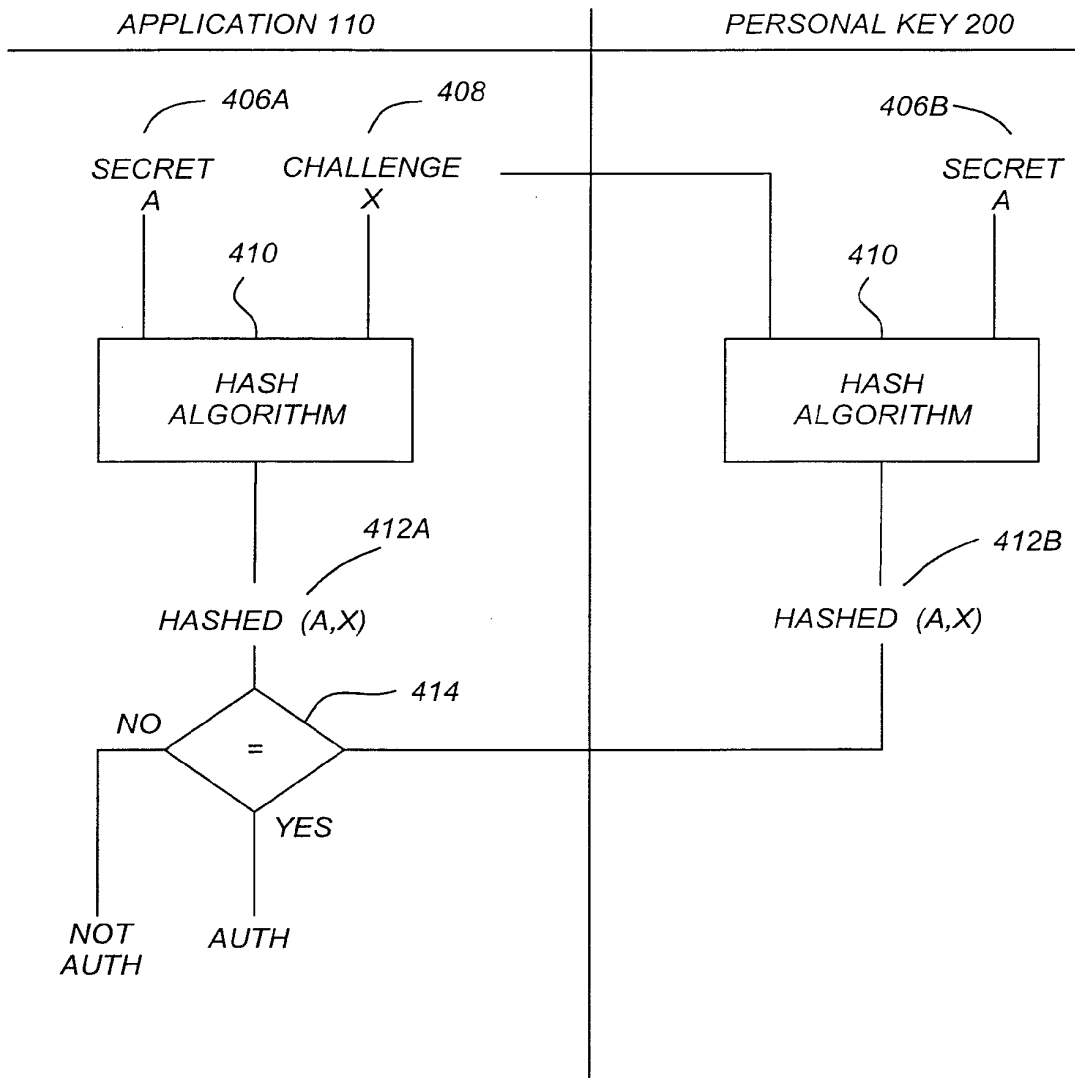 APPLICATION 110
PERSONAL KEY 200
406A
408
406B
SECRET
A
CHALLENGE
X
SECRET
A
410
410
HASH
ALGORITHM
HASH
ALGORITHM
412A
412B
HASHED (A,X)
HASHED (A,X)
414
NO
=
YES
NOT
AUTH
AUTH